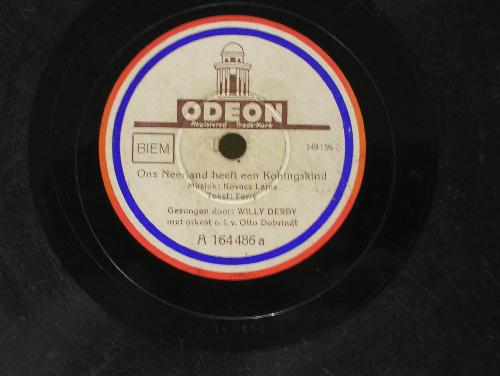 ODEON
Registered Trade Mark
BIEM
Ons Neerland heeft een Koningskind
Muziek: Kovacs Lajos
Tekst: Ferry
Gezongen door: WILLY DERBY
met orkest o. l. v. Otto Dobrindt
A 164486 a